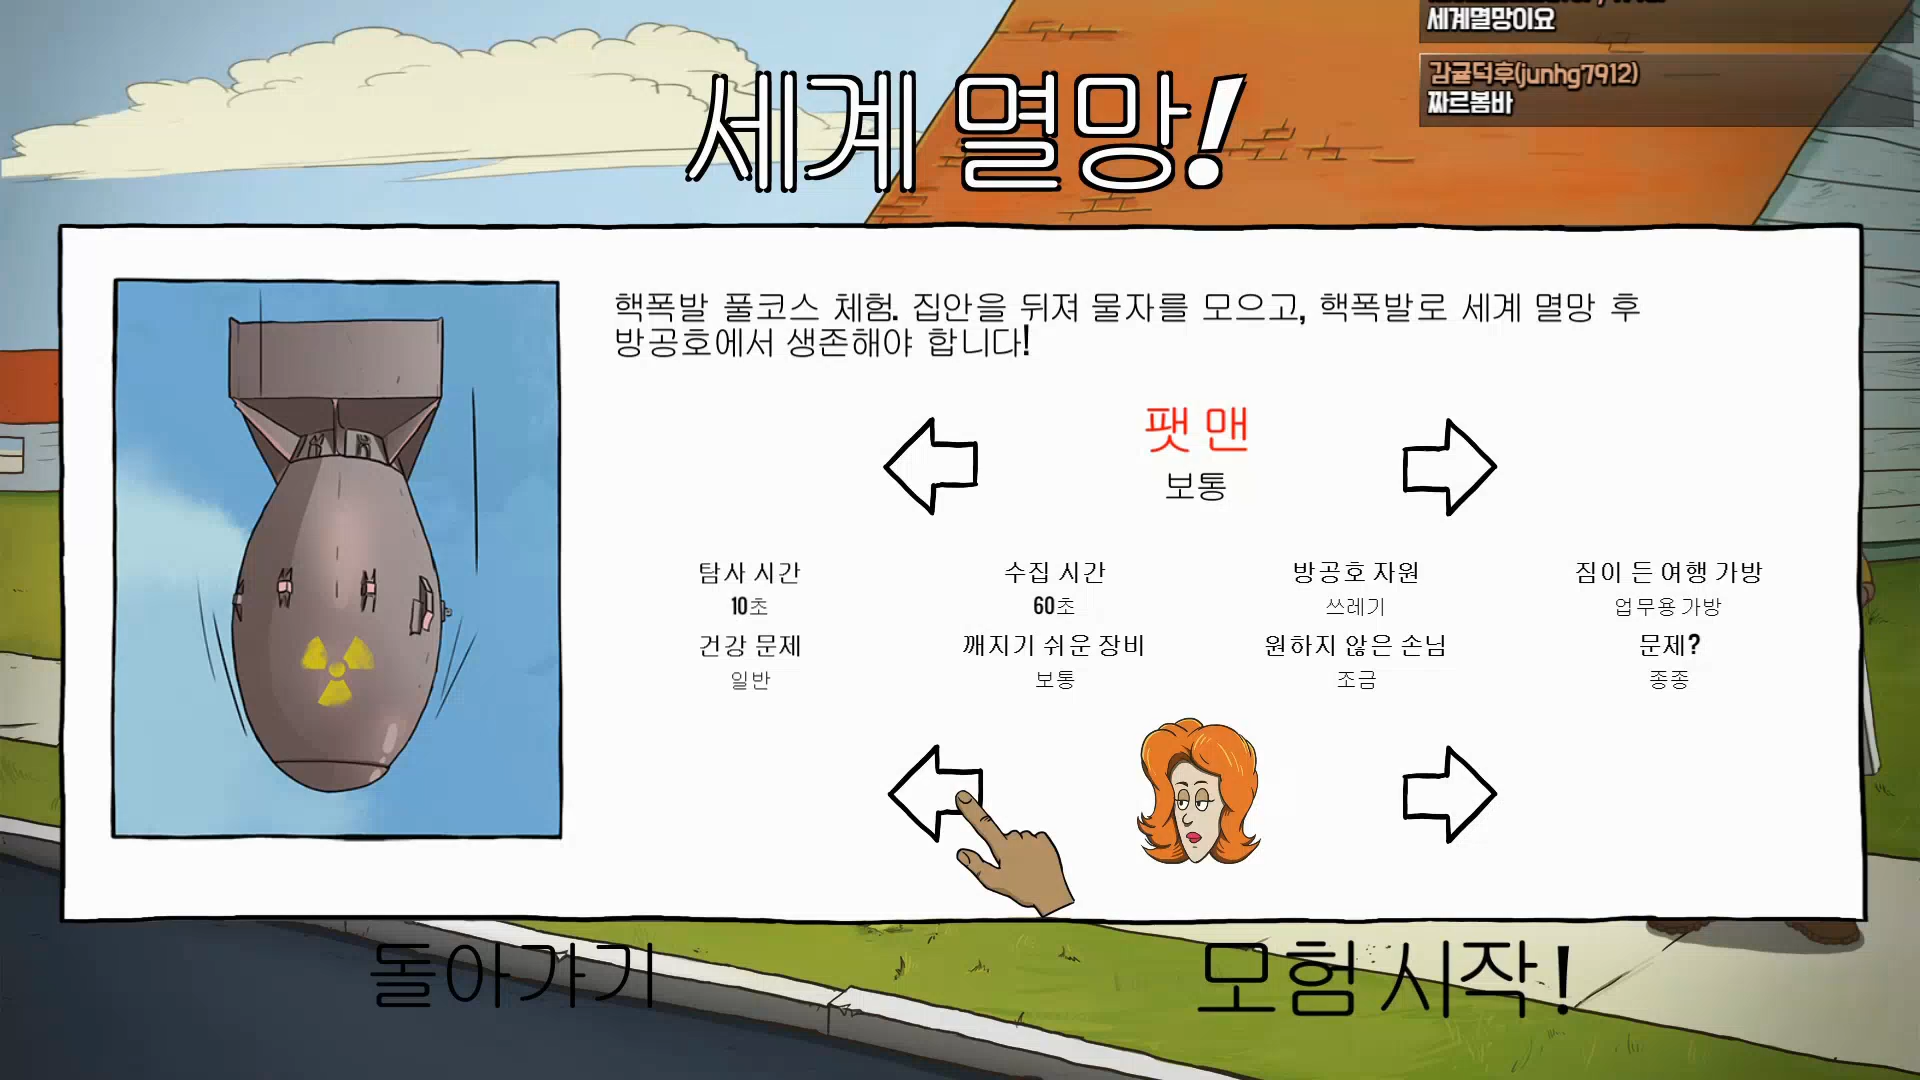 세계멸망이요
감귤덕후(junhg7912)
짜르봄바
세계 멸망!
핵폭발 풀코스 체험. 집안을 뒤져 물자를 모으고, 핵폭발로 세계 멸망 후
방공호에서 생존해야 합니다!
팻 맨
보통
탐사 시간
10초
수집 시간
60초
방공호 자원
쓰레기
짐이 든 여행 가방
업무용 가방
건강 문제
일반
깨지기 쉬운 장비
보통
원하지 않은 손님
조금
문제?
종종
돌아가기
모험 시작!